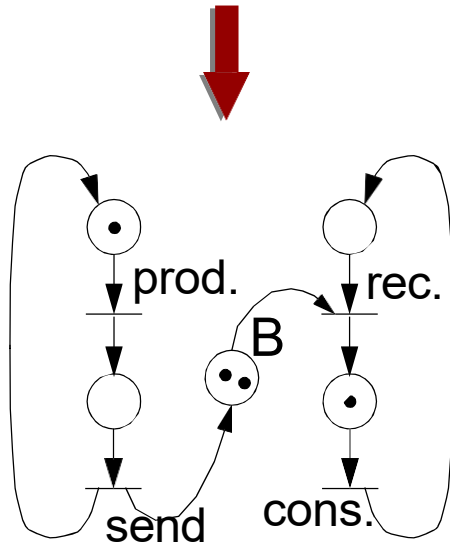 prod.
rec.
B
send
cons.